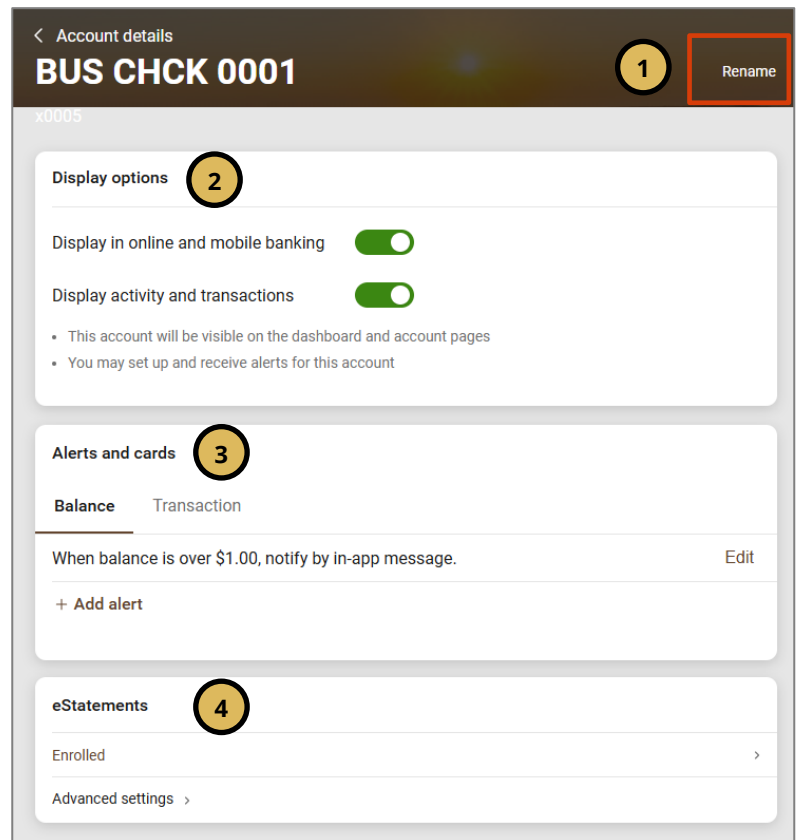 Account details
BUS CHCK 0001
1
Rename
x0005
Display options
2
Display in online and mobile banking
Display activity and transactions
• This account will be visible on the dashboard and account pages
• You may set up and receive alerts for this account
Alerts and cards
3
Balance Transaction
When balance is over $1.00, notify by in-app message. Edit
+ Add alert
eStatements
4
Enrolled
Advanced settings